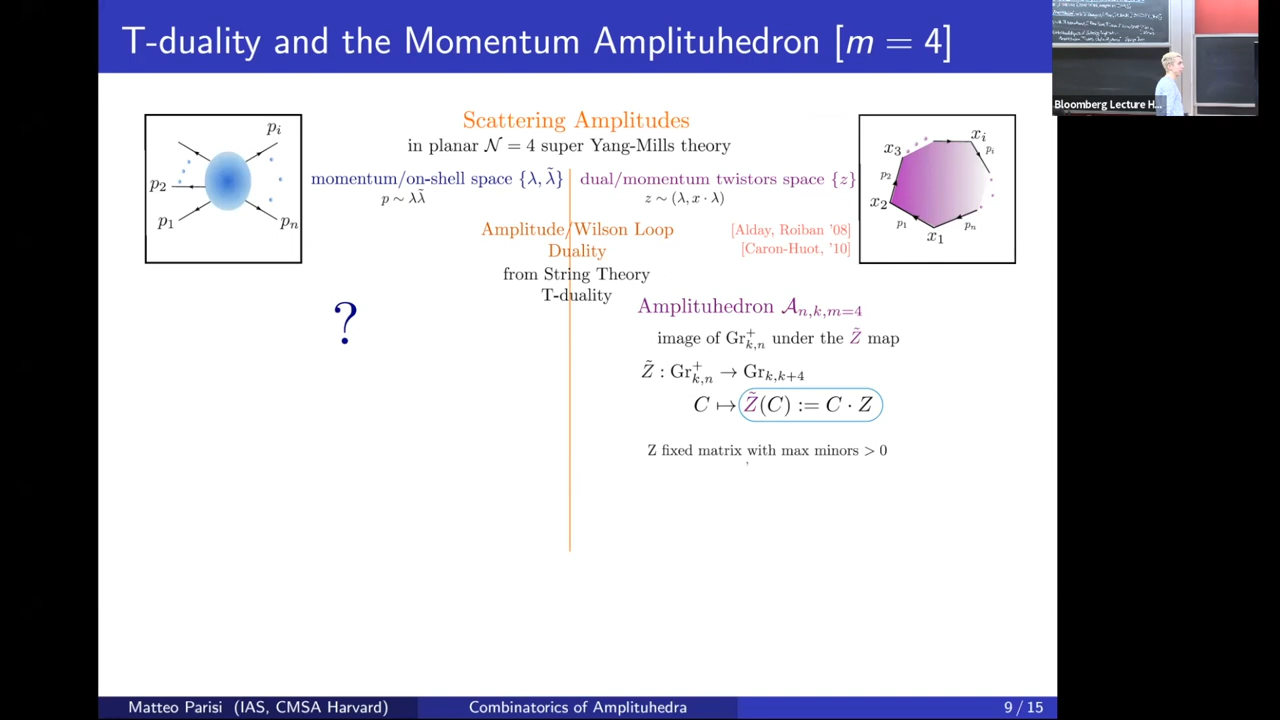 T-duality and the Momentum Amplituhedron [m = 4]
Bloomberg Lecture H...
Scattering Amplitudes
in planar 𝒩 = 4 super Yang-Mills theory
momentum/on-shell space {λ, λ̃}
p ∼ λλ̃
dual/momentum twistors space {z}
z ∼ (λ, x · λ)
p_i
p_2
p_1
p_n
x_i
x_3
p_i
p_2
x_2
p_1
p_n
x_1
Amplitude/Wilson Loop
Duality
[Alday, Roiban '08]
[Caron-Huot, '10]
from String Theory
T-duality
?
Amplituhedron 𝒜_{n,k,m=4}
image of Gr⁺_{k,n} under the Z̃ map
Z̃ : Gr⁺_{k,n} → Gr_{k,k+4}
C ↦ Z̃(C) := C · Z
Z fixed matrix with max minors > 0
Matteo Parisi (IAS, CMSA Harvard)
Combinatorics of Amplituhedra
9 / 15